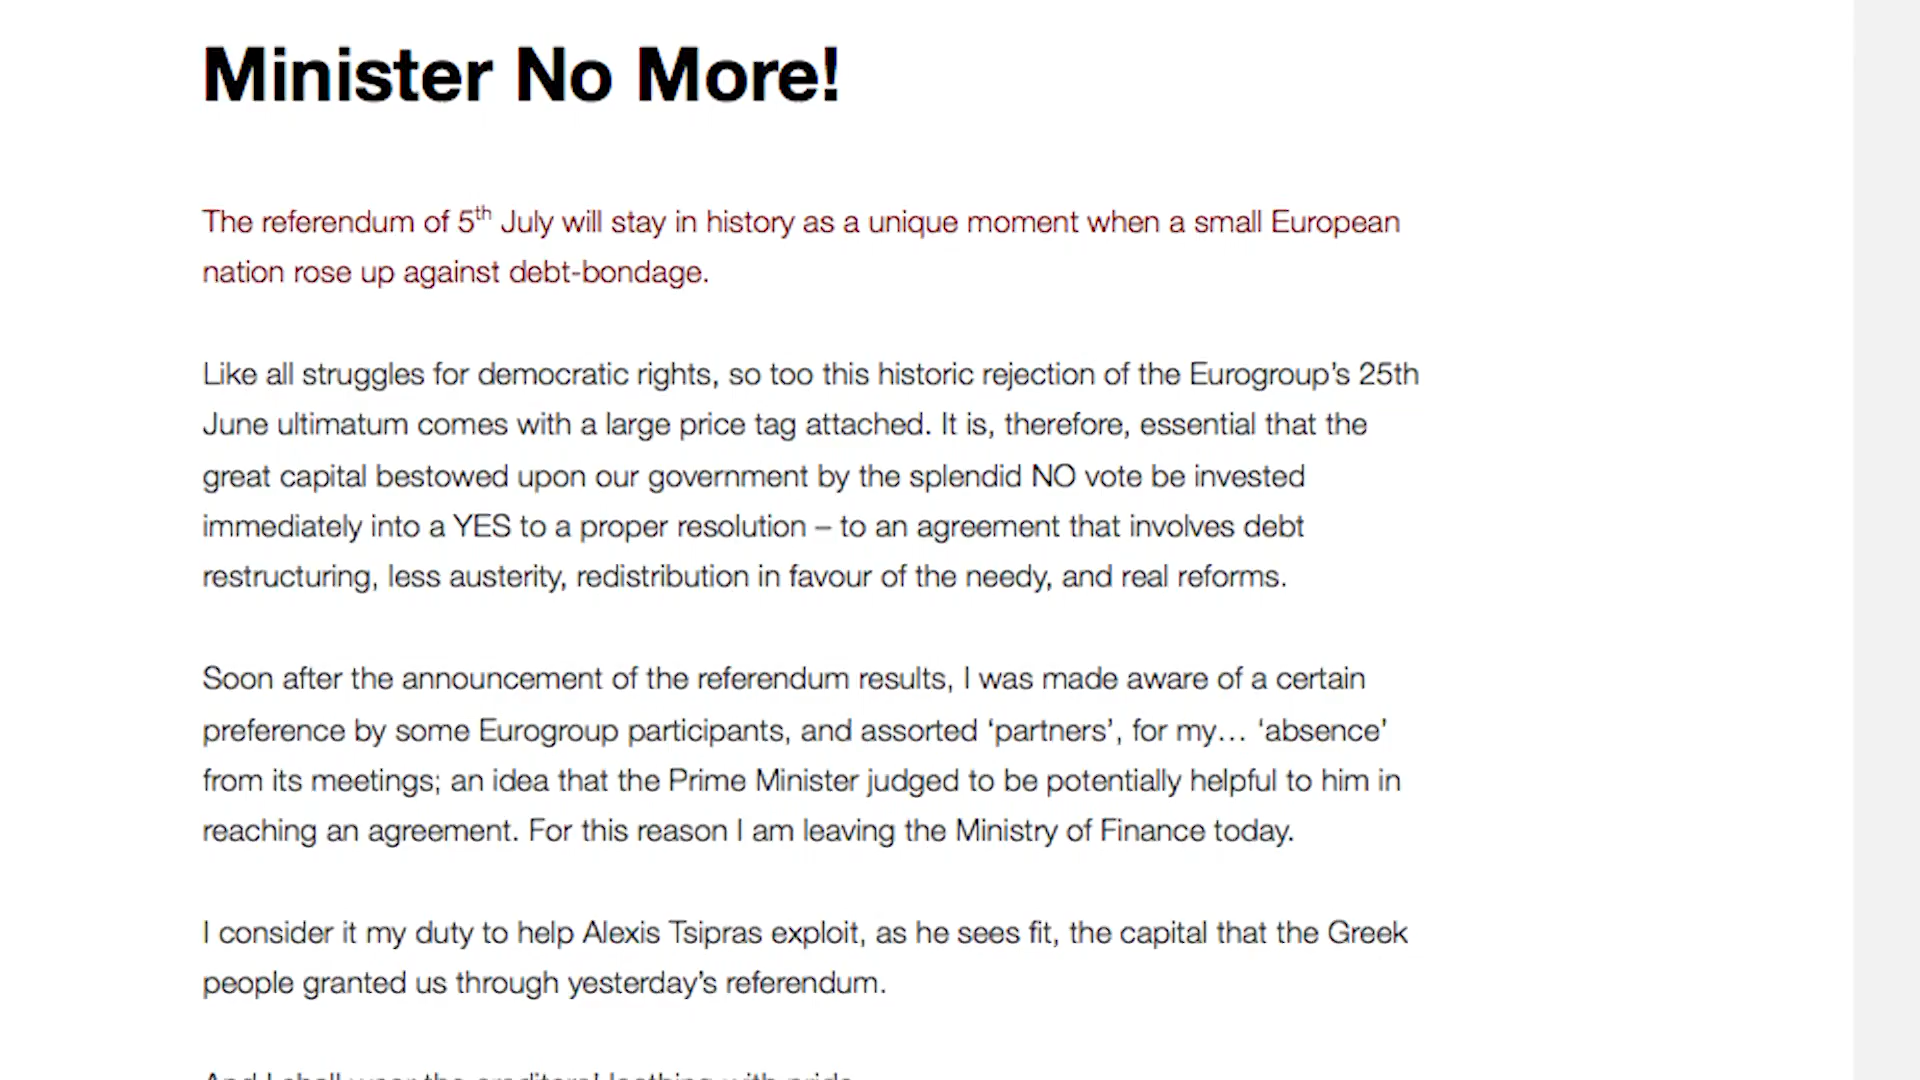 Minister No More!
The referendum of 5th July will stay in history as a unique moment when a small European
nation rose up against debt-bondage.
Like all struggles for democratic rights, so too this historic rejection of the Eurogroup’s 25th
June ultimatum comes with a large price tag attached. It is, therefore, essential that the
great capital bestowed upon our government by the splendid NO vote be invested
immediately into a YES to a proper resolution – to an agreement that involves debt
restructuring, less austerity, redistribution in favour of the needy, and real reforms.
Soon after the announcement of the referendum results, I was made aware of a certain
preference by some Eurogroup participants, and assorted ‘partners’, for my… ‘absence’
from its meetings; an idea that the Prime Minister judged to be potentially helpful to him in
reaching an agreement. For this reason I am leaving the Ministry of Finance today.
I consider it my duty to help Alexis Tsipras exploit, as he sees fit, the capital that the Greek
people granted us through yesterday’s referendum.
And I shall wear the creditors’ loathing with pride.